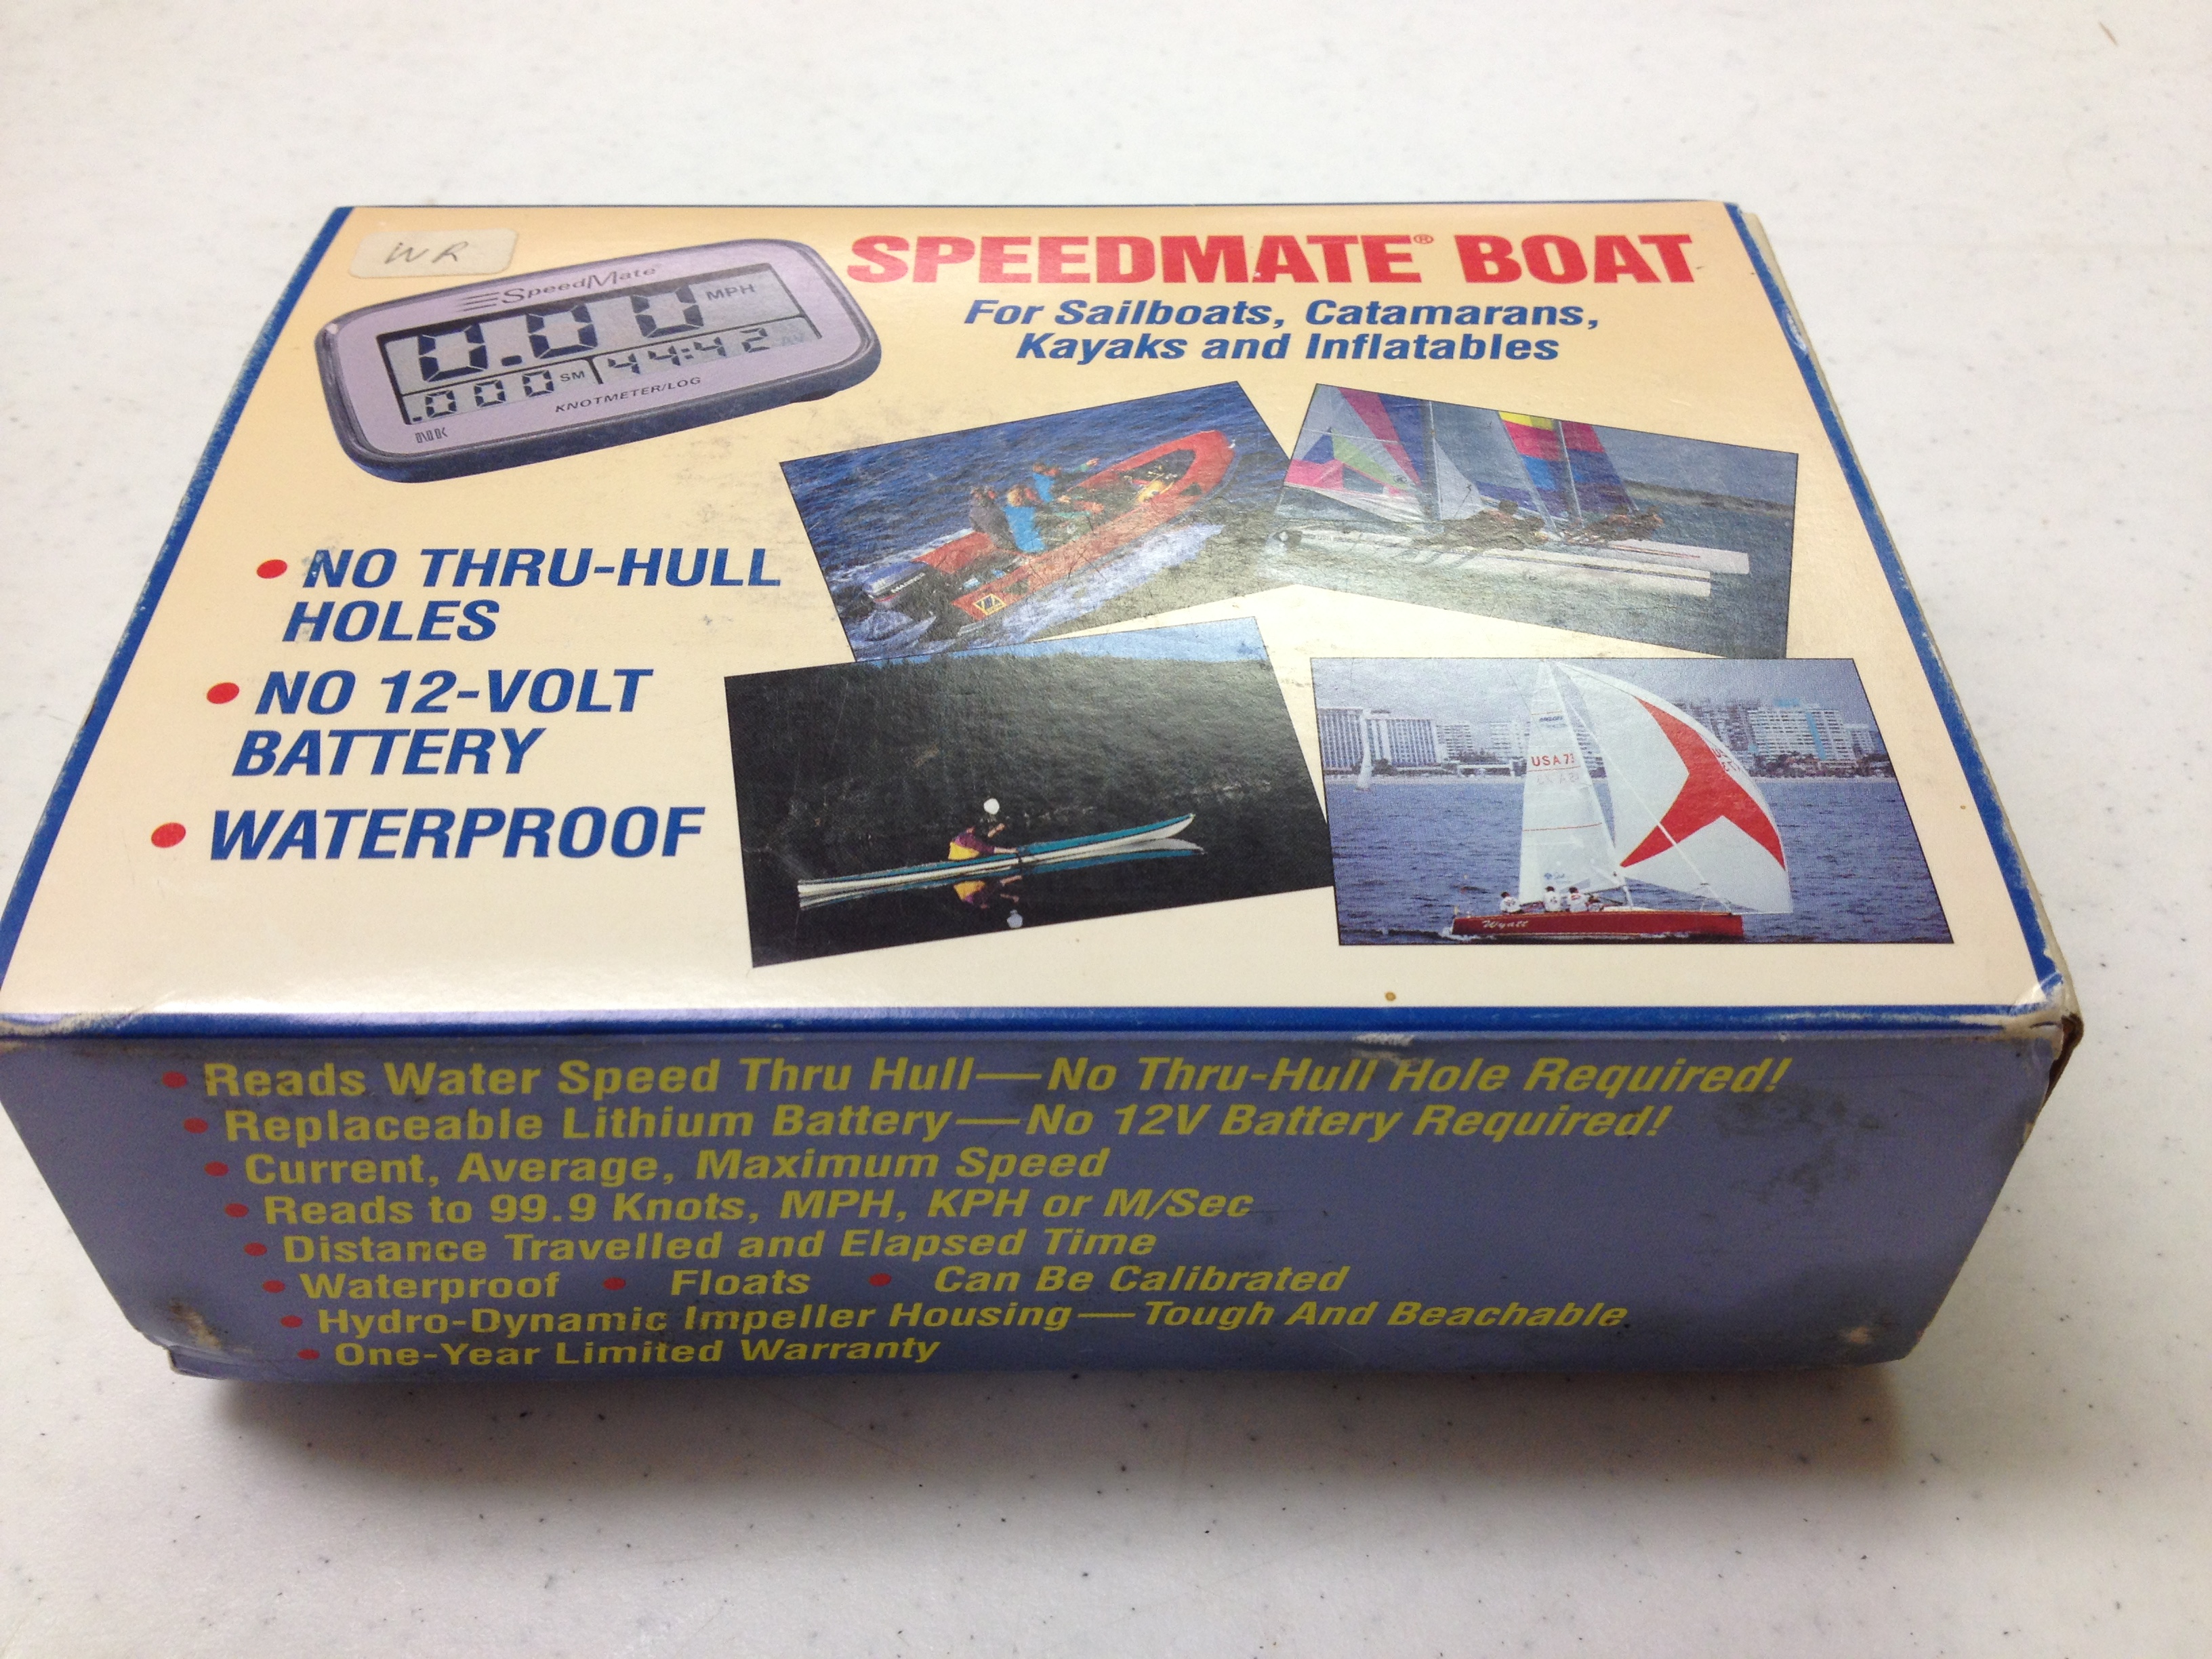 WR
SpeedMate
0.00 MPH
.000 SM 44:42 AV
KNOTMETER/LOG
NK
SPEEDMATE® BOAT
For Sailboats, Catamarans,
Kayaks and Inflatables
• NO THRU-HULL
HOLES
• NO 12-VOLT
BATTERY
• WATERPROOF
USA 73
Wyatt
• Reads Water Speed Thru Hull—No Thru-Hull Hole Required!
• Replaceable Lithium Battery—No 12V Battery Required!
• Current, Average, Maximum Speed
• Reads to 99.9 Knots, MPH, KPH or M/Sec
• Distance Travelled and Elapsed Time
• Waterproof • Floats • Can Be Calibrated
• Hydro-Dynamic Impeller Housing—Tough And Beachable
• One-Year Limited Warranty